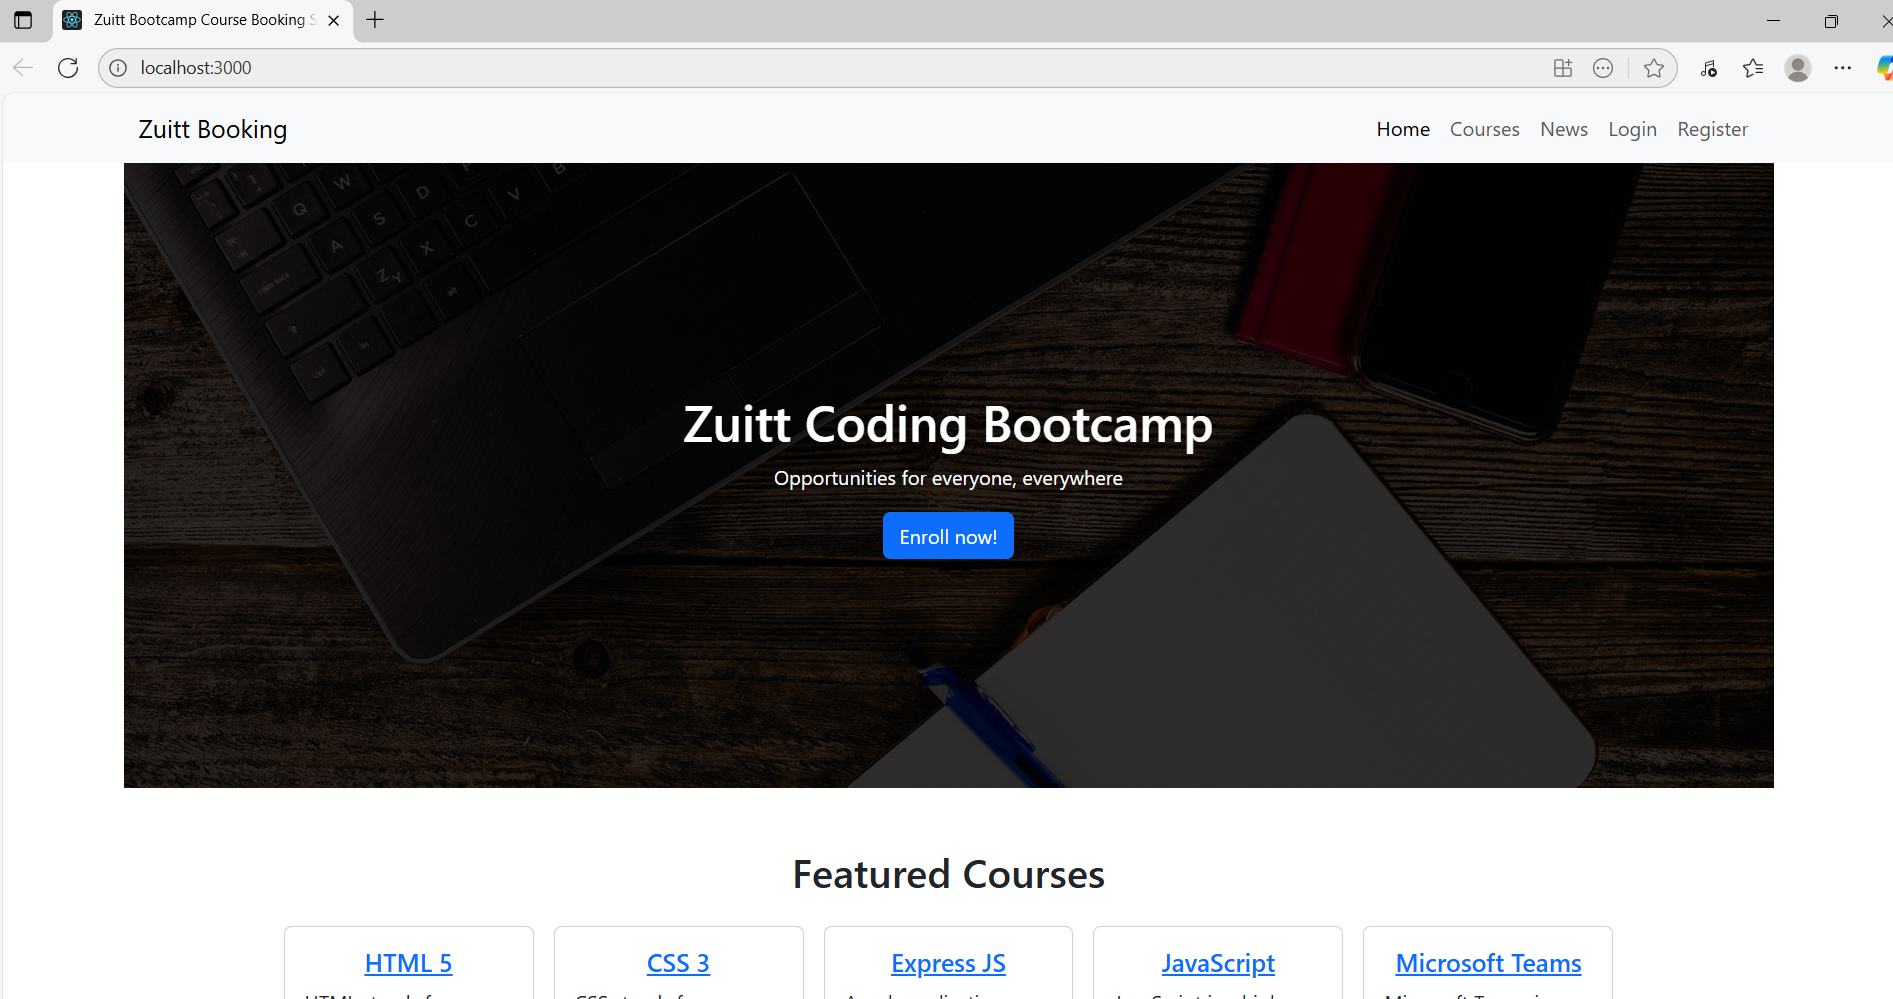 Zuitt Bootcamp Course Booking S
localhost:3000
Zuitt Booking
Home Courses News Login Register
Zuitt Coding Bootcamp
Opportunities for everyone, everywhere
Enroll now!
Featured Courses
HTML 5 CSS 3 Express JS JavaScript Microsoft Teams